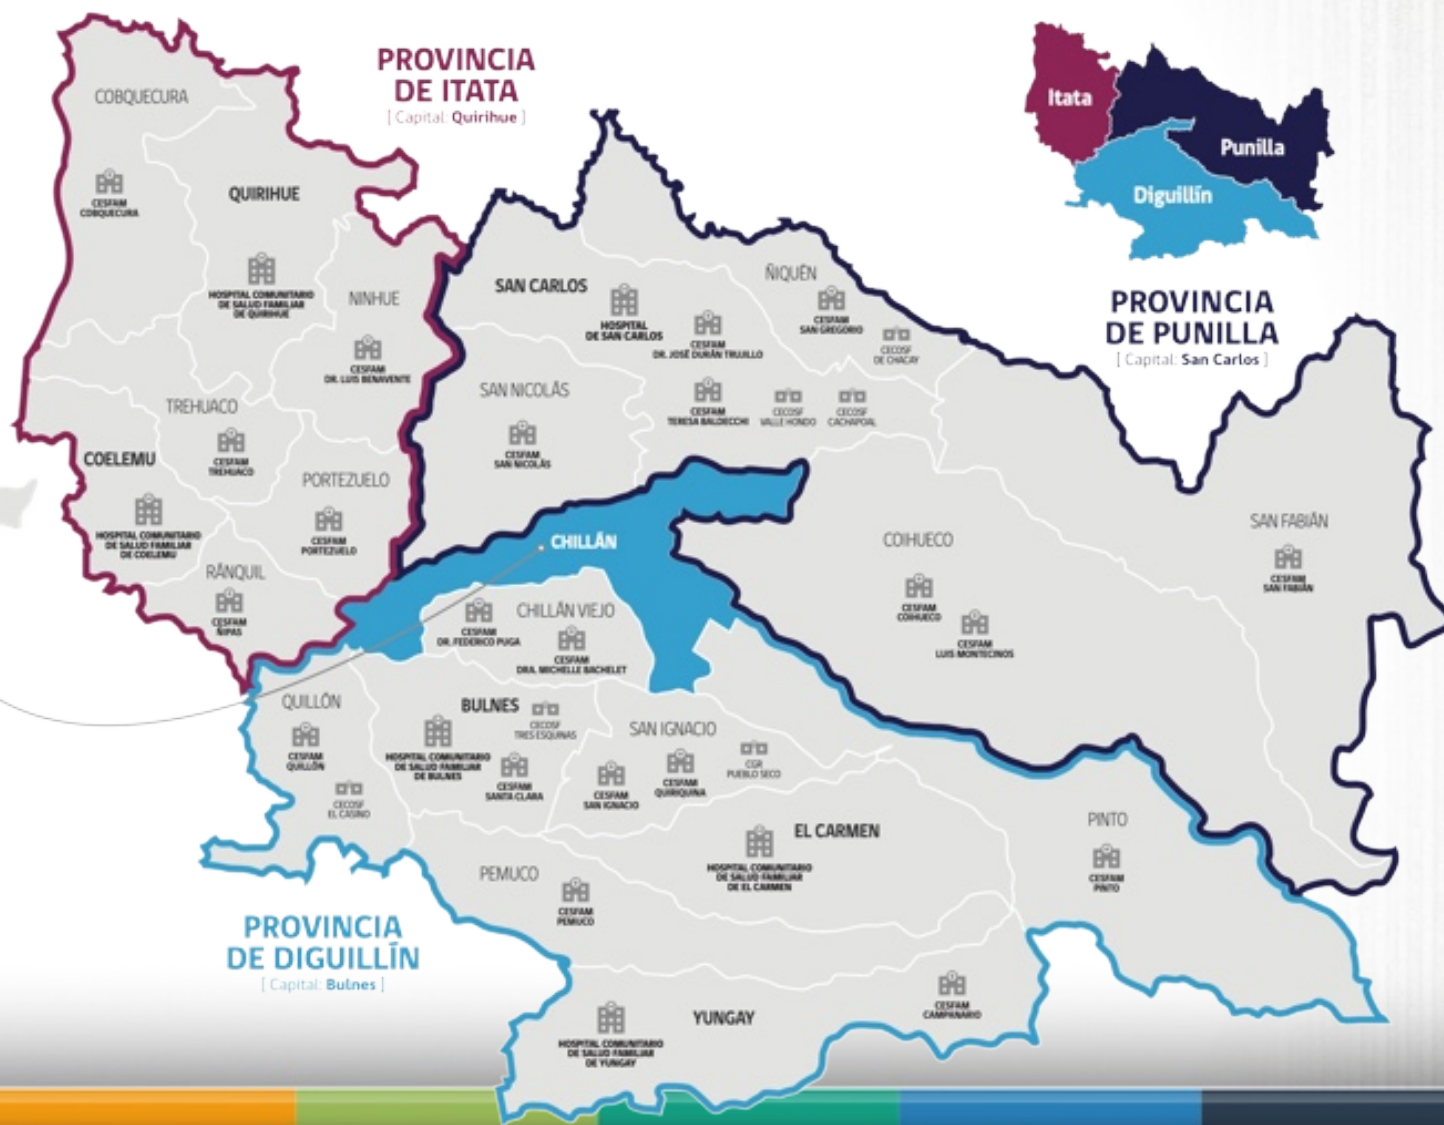 PROVINCIA
DE ITATA
[ Capital: Quirihue ]
COBQUECURA
CESFAM
COBQUECURA
QUIRIHUE
HOSPITAL COMUNITARIO
DE SALUD FAMILIAR
DE QUIRIHUE
NINHUE
CESFAM
DR. LUIS BENAVENTE
TREHUACO
CESFAM
TREHUACO
COELEMU
HOSPITAL COMUNITARIO
DE SALUD FAMILIAR
DE COELEMU
PORTEZUELO
CESFAM
PORTEZUELO
RÁNQUIL
CESFAM
ÑIPAS
Itata
Punilla
Diguillín
PROVINCIA
DE PUNILLA
[ Capital: San Carlos ]
SAN CARLOS
HOSPITAL
DE SAN CARLOS
CESFAM
DR. JOSÉ DURÁN TRUJILLO
CESFAM
TERESA BALDECCHI
CECOSF
VALLE HONDO
CECOSF
CACHAPOAL
ÑIQUÉN
CESFAM
SAN GREGORIO
CECOSF
DE CHACAY
SAN NICOLÁS
CESFAM
SAN NICOLÁS
COIHUECO
CESFAM
COIHUECO
CESFAM
LUIS MONTECINOS
SAN FABIÁN
CESFAM
SAN FABIÁN
CHILLÁN
CHILLÁN VIEJO
CESFAM
DR. FEDERICO PUGA
CESFAM
DRA. MICHELLE BACHELET
QUILLÓN
CESFAM
QUILLÓN
CECOSF
EL CASINO
BULNES
HOSPITAL COMUNITARIO
DE SALUD FAMILIAR
DE BULNES
CECOSF
TRES ESQUINAS
CESFAM
SANTA CLARA
SAN IGNACIO
CESFAM
SAN IGNACIO
CESFAM
QUIRIQUINA
CGR
PUEBLO SECO
EL CARMEN
HOSPITAL COMUNITARIO
DE SALUD FAMILIAR
DE EL CARMEN
PINTO
CESFAM
PINTO
PEMUCO
CESFAM
PEMUCO
YUNGAY
HOSPITAL COMUNITARIO
DE SALUD FAMILIAR
DE YUNGAY
CESFAM
CAMPANARIO
PROVINCIA
DE DIGUILLÍN
[ Capital: Bulnes ]